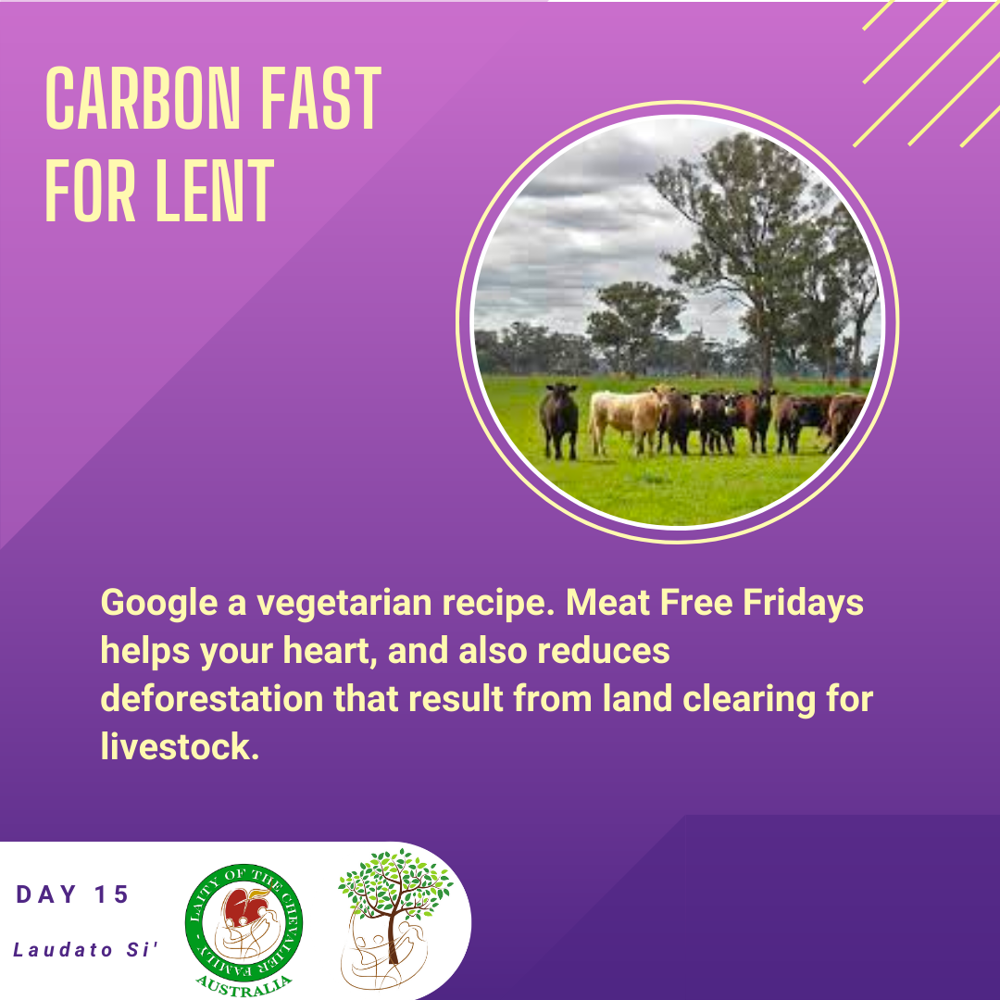 CARBON FAST
FOR LENT
Google a vegetarian recipe. Meat Free Fridays
helps your heart, and also reduces
deforestation that result from land clearing for
livestock.
DAY 15
Laudato Si'
LAITY OF THE CHEVALIER FAMILY -
AUSTRALIA